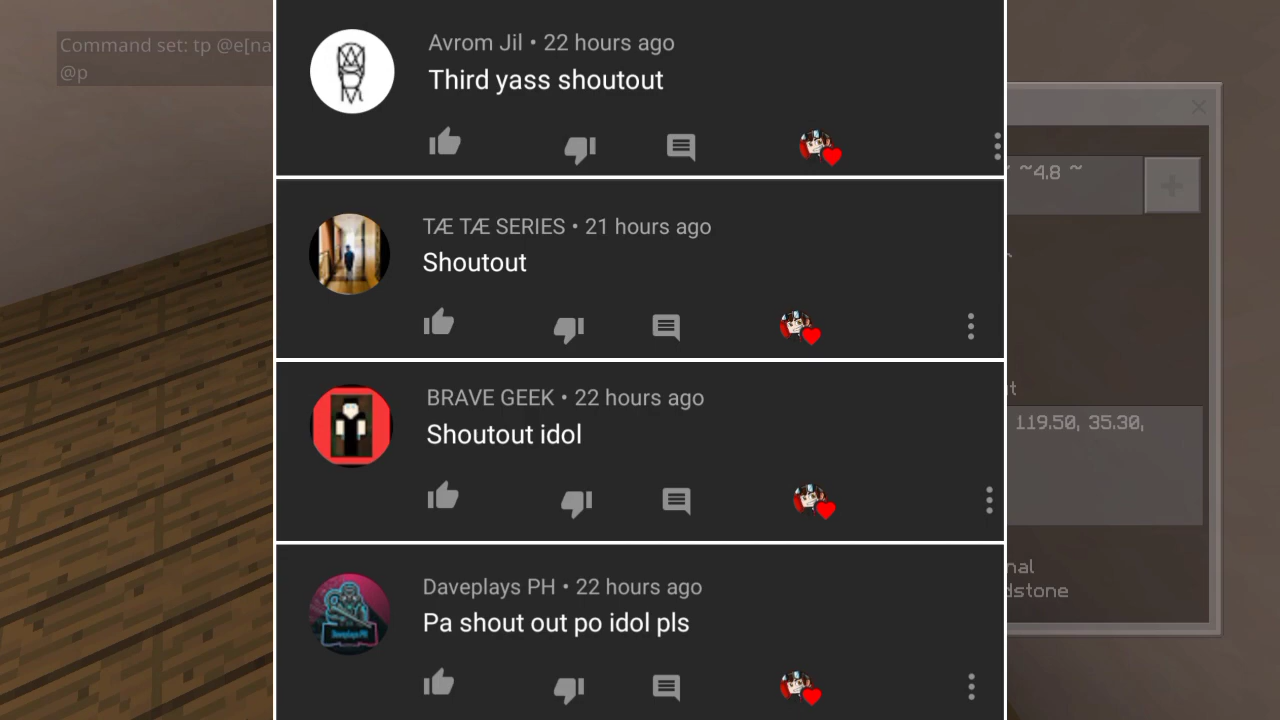 Command set: tp @e[na
@p
Avrom Jil • 22 hours ago
Third yass shoutout
TÆ TÆ SERIES • 21 hours ago
Shoutout
BRAVE GEEK • 22 hours ago
Shoutout idol
Daveplays PH • 22 hours ago
Pa shout out po idol pls
Daveplays PH
~4.8 ~
119.50, 35.30,
nal
dstone